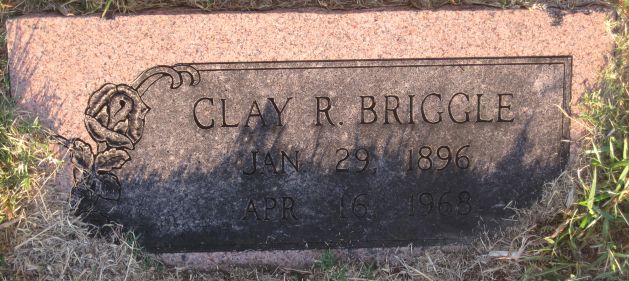 CLAY R. BRIGGLE
JAN 29, 1896
APR 16, 1968